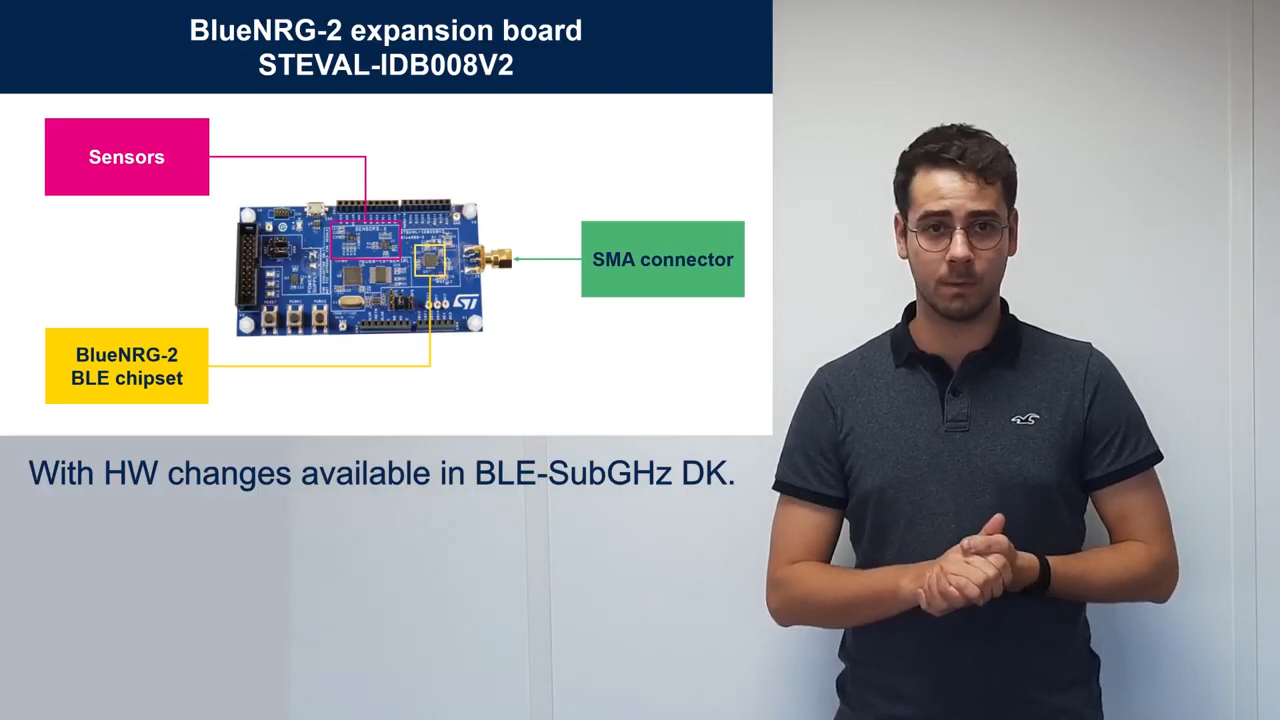 BlueNRG-2 expansion board
STEVAL-IDB008V2
Sensors
SENSORS
SMA connector
BlueNRG-2
BLE chipset
With HW changes available in BLE-SubGHz DK.